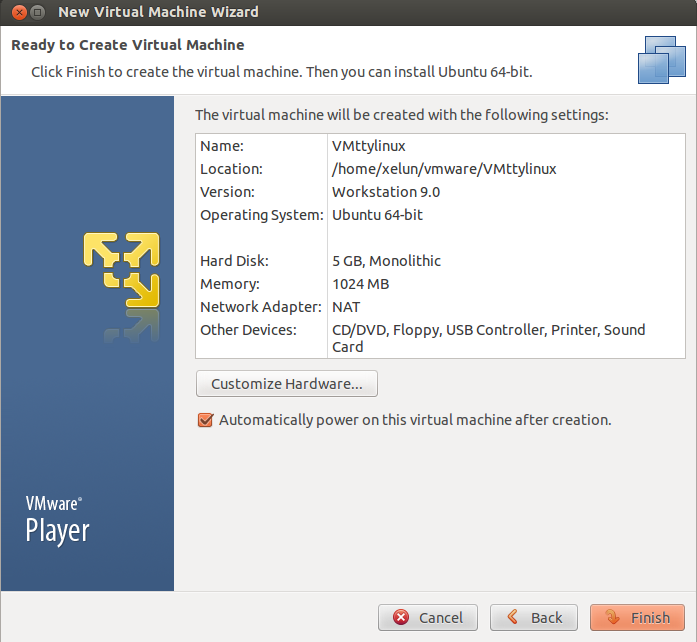 New Virtual Machine Wizard
Ready to Create Virtual Machine
Click Finish to create the virtual machine. Then you can install Ubuntu 64-bit.
The virtual machine will be created with the following settings:
Name: VMttylinux
Location: /home/xelun/vmware/VMttylinux
Version: Workstation 9.0
Operating System: Ubuntu 64-bit
Hard Disk: 5 GB, Monolithic
Memory: 1024 MB
Network Adapter: NAT
Other Devices: CD/DVD, Floppy, USB Controller, Printer, Sound
Card
Customize Hardware...
Automatically power on this virtual machine after creation.
VMware®
Player
Cancel Back Finish